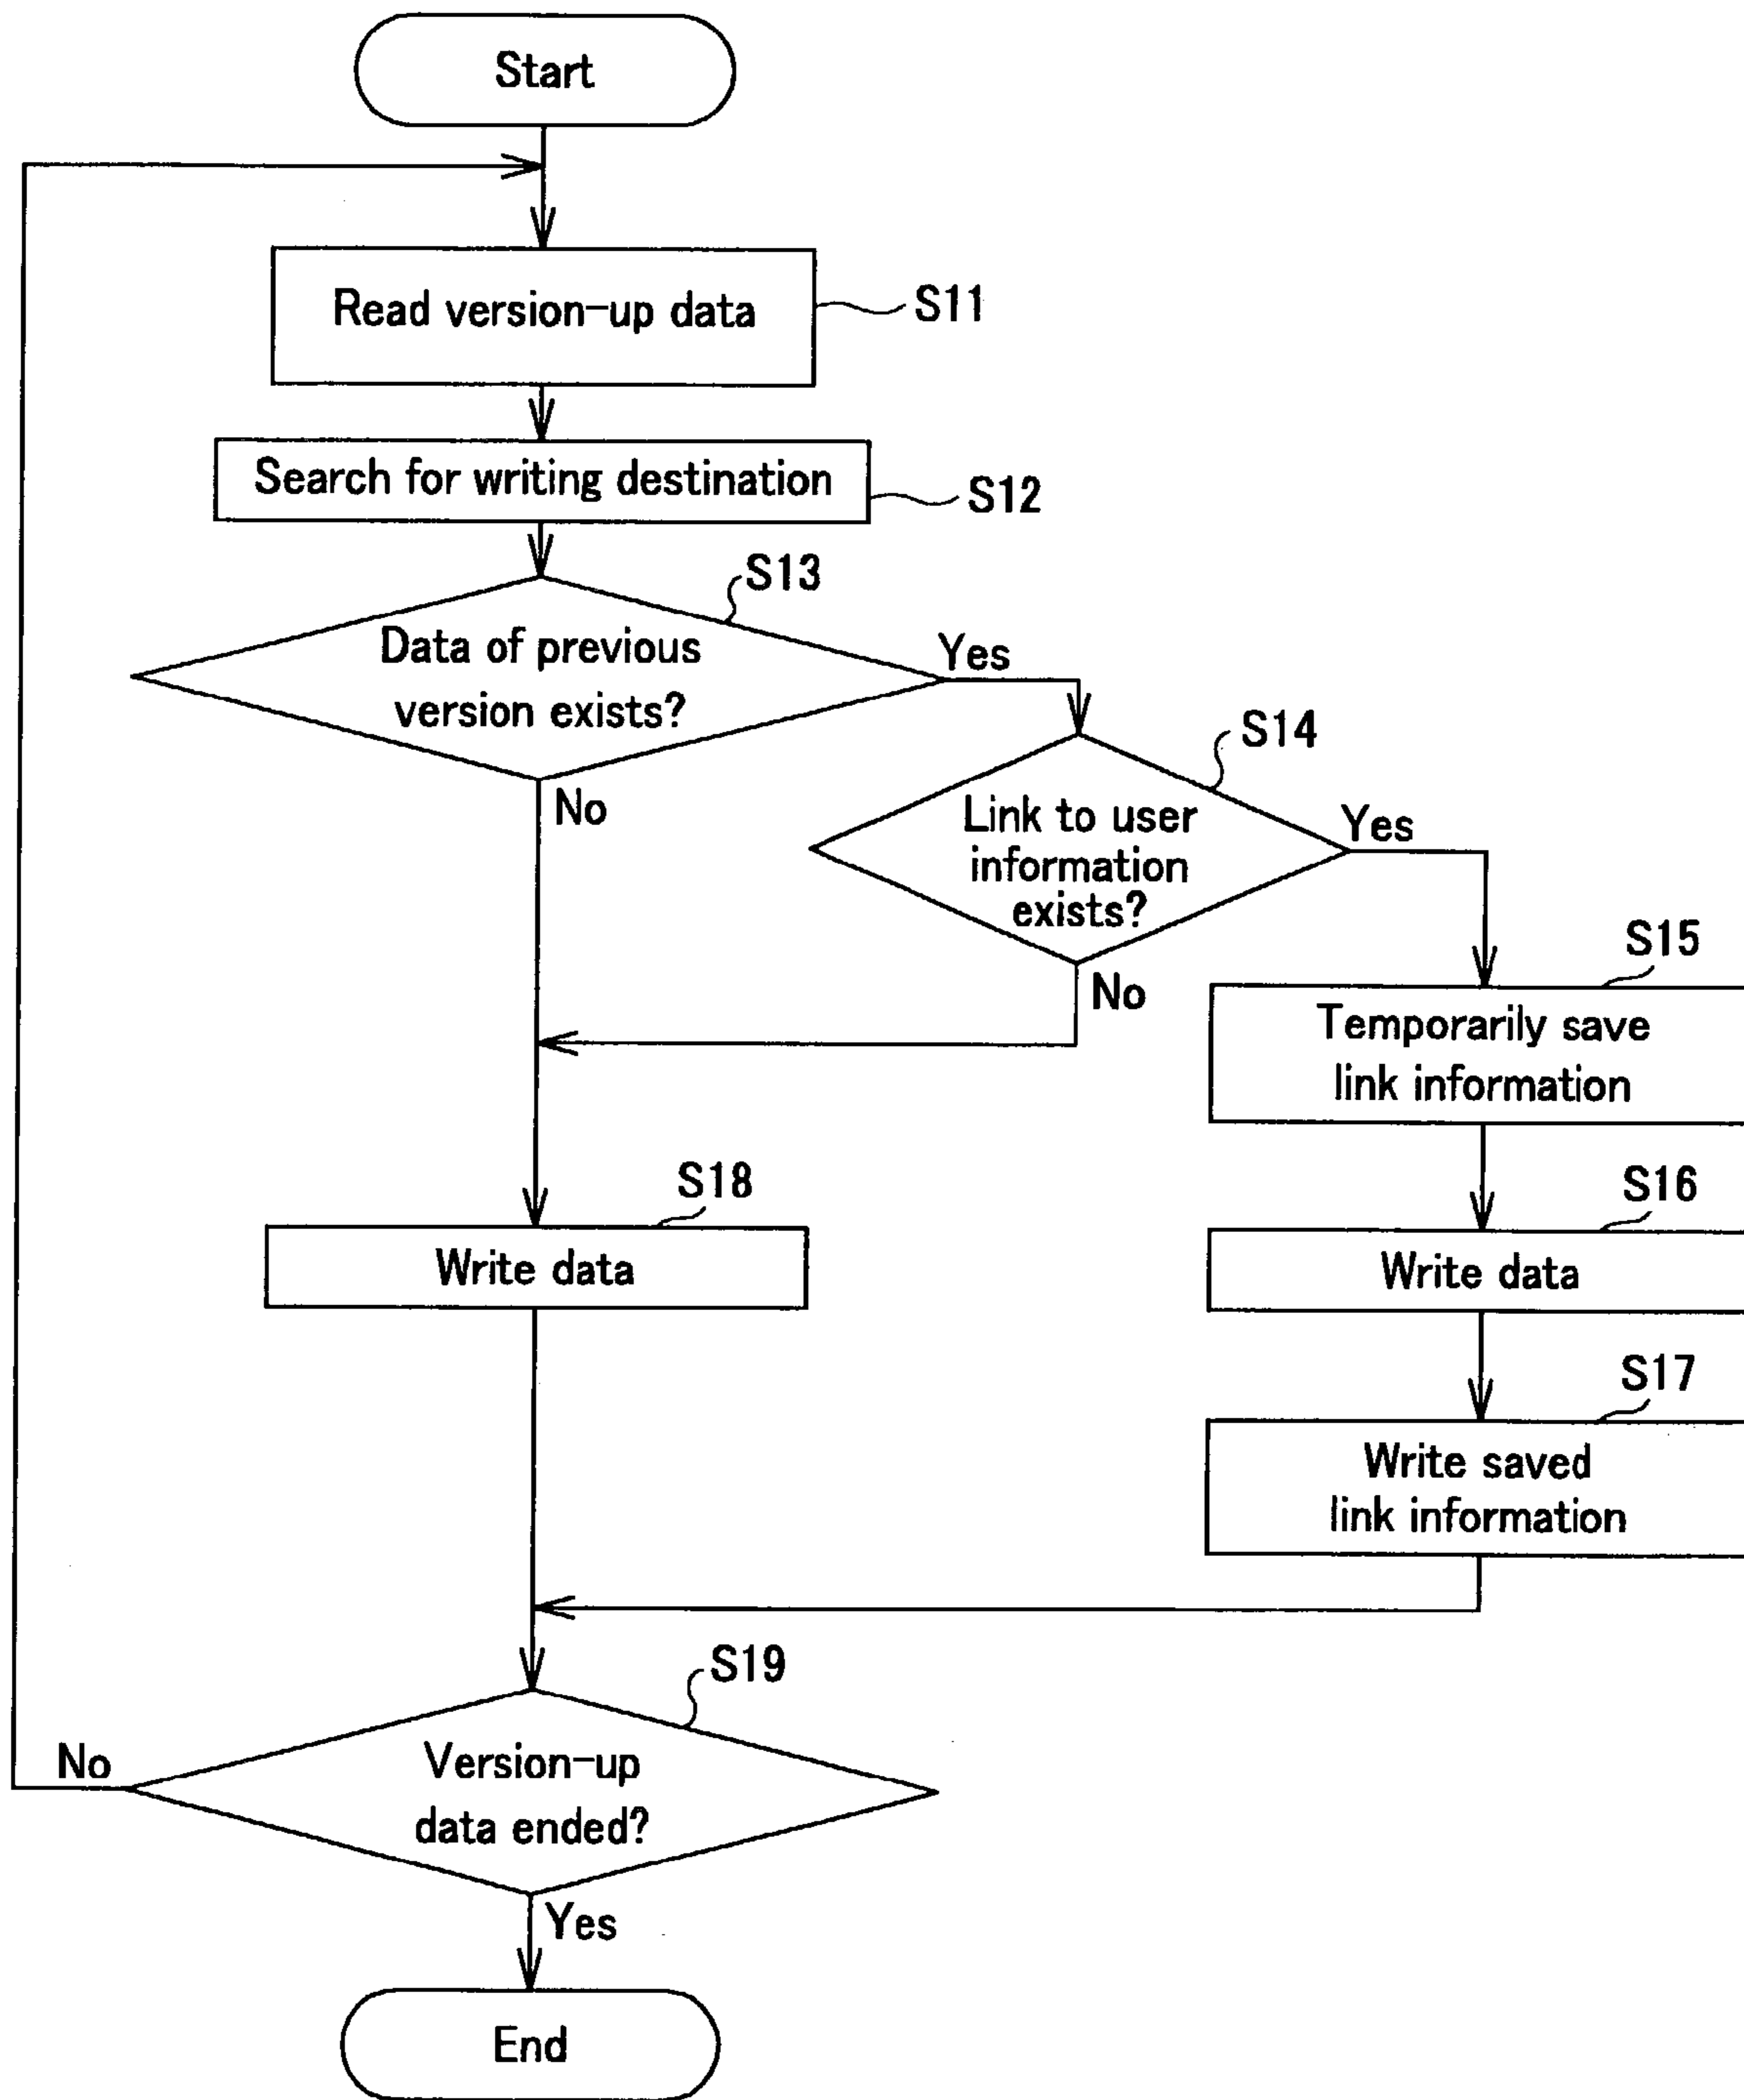 Start
Read version-up data
S11
Search for writing destination
S12
S13
Data of previous
version exists?
Yes
No
S14
Link to user
information
exists?
Yes
No
S15
Temporarily save
link information
S18
Write data
S16
Write data
S17
Write saved
link information
S19
Version-up
data ended?
No
Yes
End